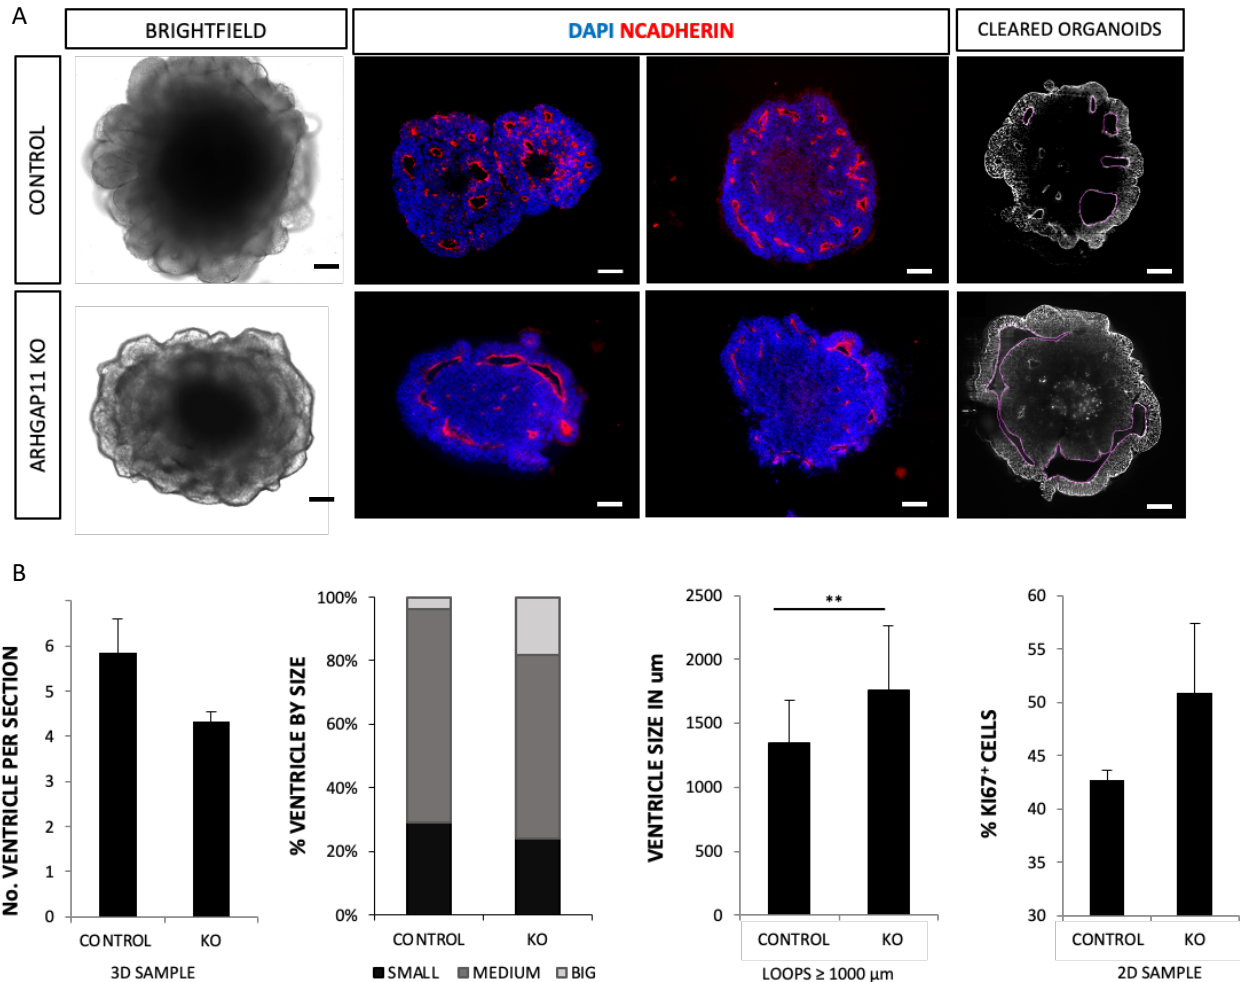 A
BRIGHTFIELD
DAPI NCADHERIN
CLEARED ORGANOIDS
CONTROL
ARHGAP11 KO
B
No. VENTRICLE PER SECTION
6
5
4
3
2
1
0
CONTROL KO
3D SAMPLE
% VENTRICLE BY SIZE
100%
80%
60%
40%
20%
0%
CONTROL KO
SMALL MEDIUM BIG
VENTRICLE SIZE IN um
2500
2000
1500
1000
500
0
**
CONTROL KO
LOOPS ≥ 1000 µm
% KI67⁺ CELLS
60
55
50
45
40
35
30
CONTROL KO
2D SAMPLE